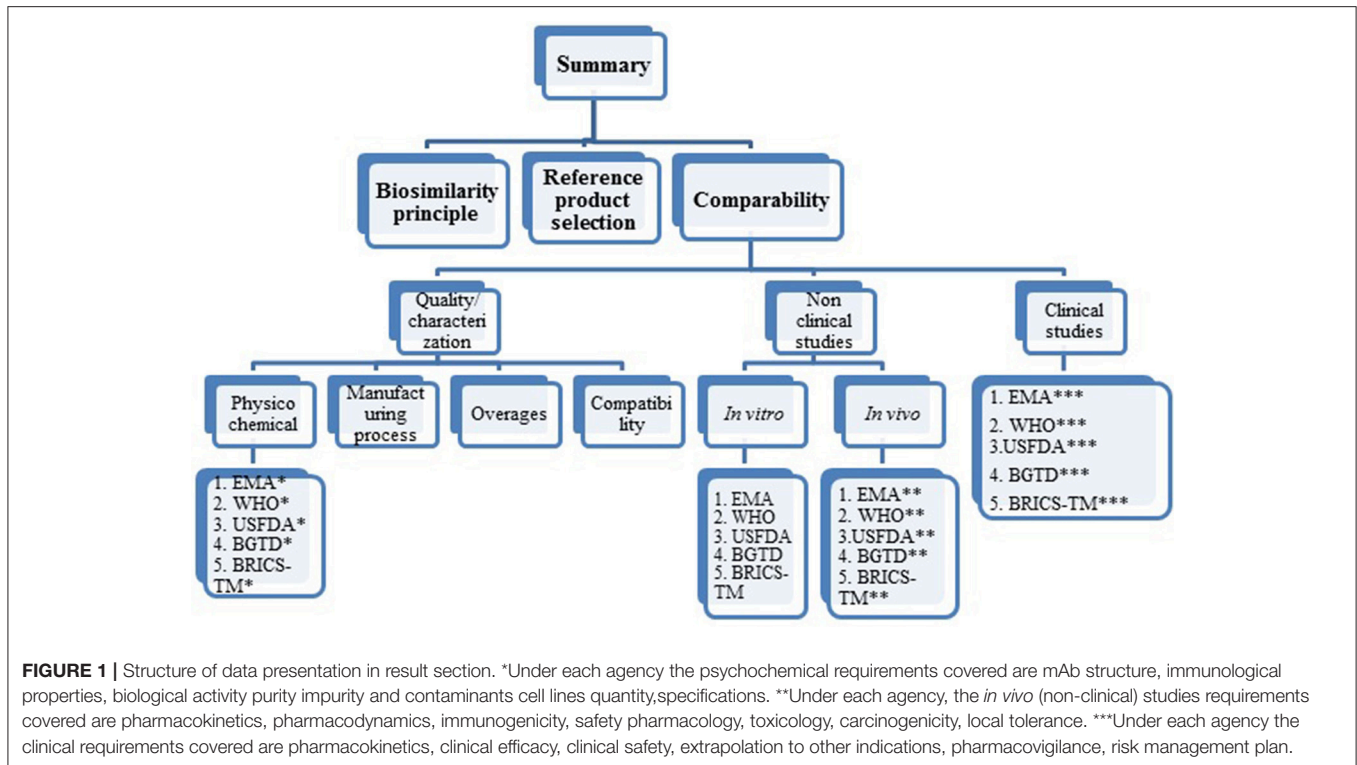 Summary
Biosimilarity
principle
Reference
product
selection
Comparability
Quality/
characteri
zation
Non
clinical
studies
Clinical
studies
Physico
chemical
Manufact
uring
process
Overages
Compatibi
lity
In vitro
In vivo
1. EMA***
2. WHO***
3.USFDA***
4. BGTD***
5. BRICS-TM***
1. EMA*
2. WHO*
3. USFDA*
4. BGTD*
5. BRICS-
TM*
1. EMA
2. WHO
3. USFDA
4. BGTD
5. BRICS-
TM
1. EMA**
2. WHO**
3.USFDA**
4. BGTD**
5. BRICS-
TM**
FIGURE 1 | Structure of data presentation in result section. *Under each agency the psychochemical requirements covered are mAb structure, immunological
properties, biological activity purity impurity and contaminants cell lines quantity,specifications. **Under each agency, the in vivo (non-clinical) studies requirements
covered are pharmacokinetics, pharmacodynamics, immunogenicity, safety pharmacology, toxicology, carcinogenicity, local tolerance. ***Under each agency the
clinical requirements covered are pharmacokinetics, clinical efficacy, clinical safety, extrapolation to other indications, pharmacovigilance, risk management plan.